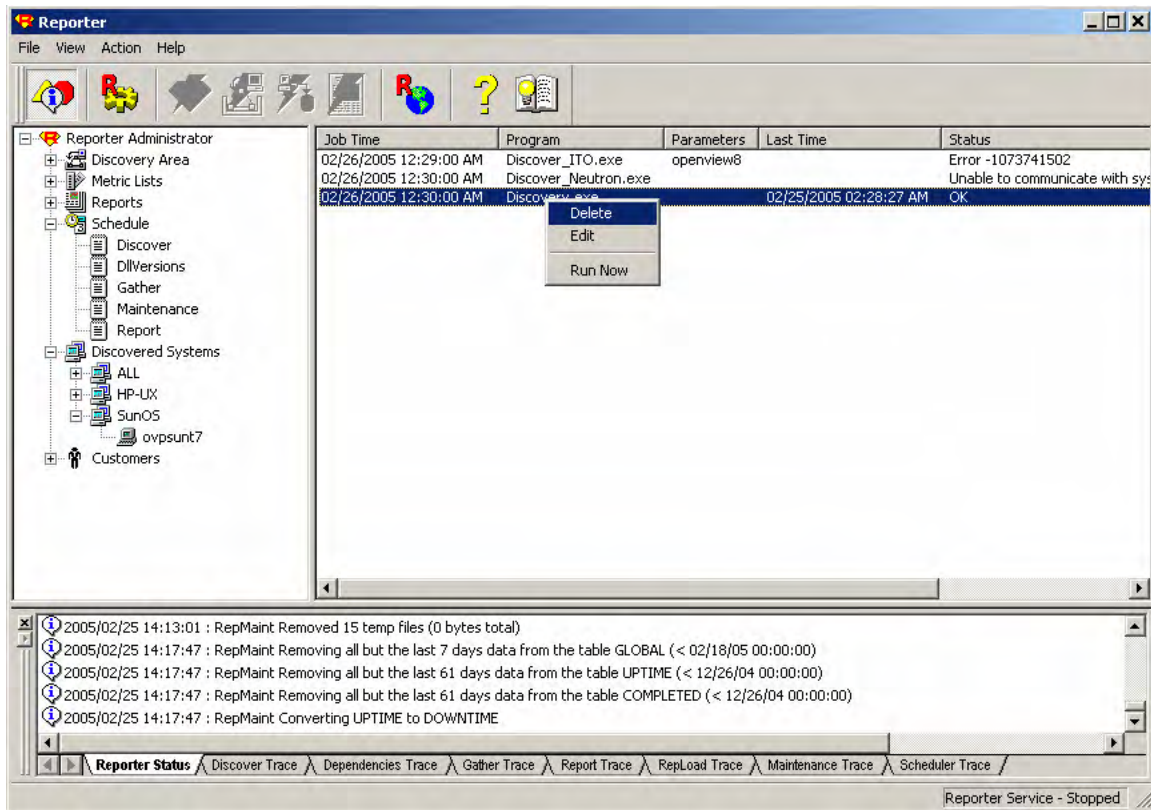 Reporter
File View Action Help
Reporter Administrator
Discovery Area
Metric Lists
Reports
Schedule
Discover
DllVersions
Gather
Maintenance
Report
Discovered Systems
ALL
HP-UX
SunOS
ovpsunt7
Customers
Job Time Program Parameters Last Time Status
02/26/2005 12:29:00 AM Discover_ITO.exe openview8 Error -1073741502
02/26/2005 12:30:00 AM Discover_Neutron.exe Unable to communicate with sys
02/26/2005 12:30:00 AM Discovery.exe 02/25/2005 02:28:27 AM OK
Delete
Edit
Run Now
2005/02/25 14:13:01 : RepMaint Removed 15 temp files (0 bytes total)
2005/02/25 14:17:47 : RepMaint Removing all but the last 7 days data from the table GLOBAL (< 02/18/05 00:00:00)
2005/02/25 14:17:47 : RepMaint Removing all but the last 61 days data from the table UPTIME (< 12/26/04 00:00:00)
2005/02/25 14:17:47 : RepMaint Removing all but the last 61 days data from the table COMPLETED (< 12/26/04 00:00:00)
2005/02/25 14:17:47 : RepMaint Converting UPTIME to DOWNTIME
Reporter Status Discover Trace Dependencies Trace Gather Trace Report Trace RepLoad Trace Maintenance Trace Scheduler Trace
Reporter Service - Stopped